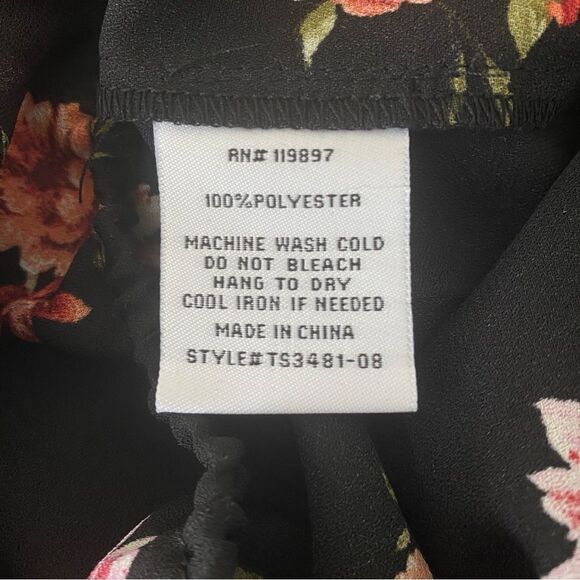 RN# 119897
100%POLYESTER
MACHINE WASH COLD
DO NOT BLEACH
HANG TO DRY
COOL IRON IF NEEDED
MADE IN CHINA
STYLE#TS3481-08